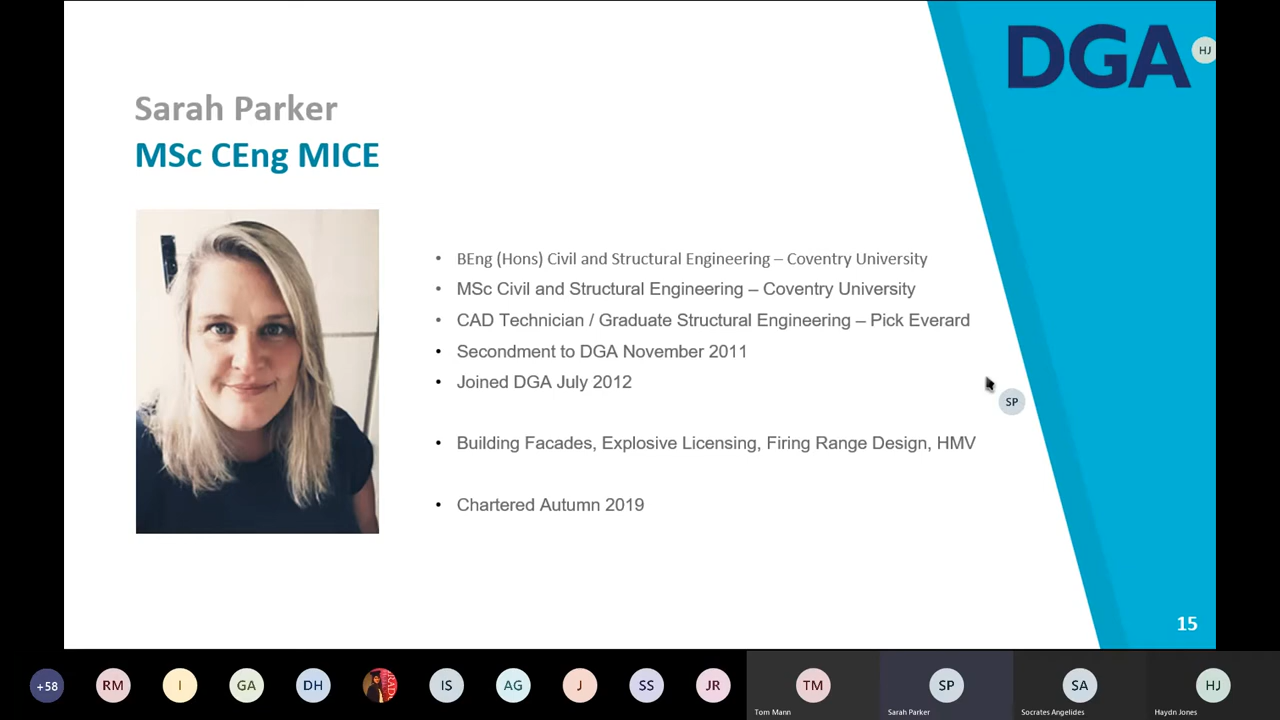 DGA
HJ
Sarah Parker
MSc CEng MICE
• BEng (Hons) Civil and Structural Engineering – Coventry University
• MSc Civil and Structural Engineering – Coventry University
• CAD Technician / Graduate Structural Engineering – Pick Everard
• Secondment to DGA November 2011
• Joined DGA July 2012
SP
• Building Facades, Explosive Licensing, Firing Range Design, HMV
• Chartered Autumn 2019
15
+58 RM I GA DH IS AG J SS JR TM SP SA HJ
Tom Mann Sarah Parker Socrates Angelides Haydn Jones